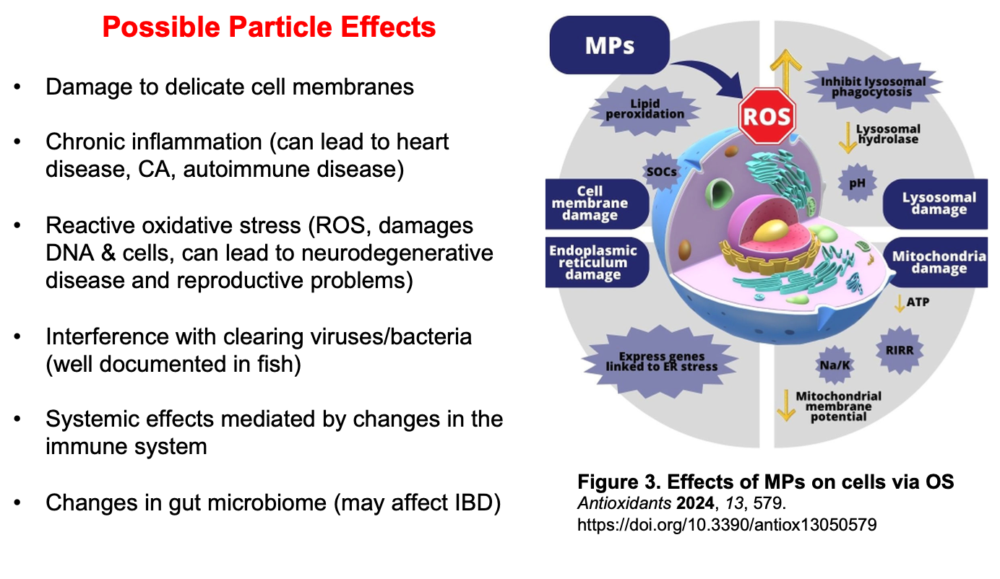 Possible Particle Effects
• Damage to delicate cell membranes
• Chronic inflammation (can lead to heart
disease, CA, autoimmune disease)
• Reactive oxidative stress (ROS, damages
DNA & cells, can lead to neurodegenerative
disease and reproductive problems)
• Interference with clearing viruses/bacteria
(well documented in fish)
• Systemic effects mediated by changes in the
immune system
• Changes in gut microbiome (may affect IBD)
MPs
ROS
Lipid
peroxidation
SOCs
Cell
membrane
damage
Inhibit lysosomal
phagocytosis
Lysosomal
hydrolase
pH
Lysosomal
damage
Endoplasmic
reticulum
damage
Express genes
linked to ER stress
Mitochondria
damage
ATP
RIRR
Na/K
Mitochondrial
membrane
potential
Figure 3. Effects of MPs on cells via OS
Antioxidants 2024, 13, 579.
https://doi.org/10.3390/antiox13050579